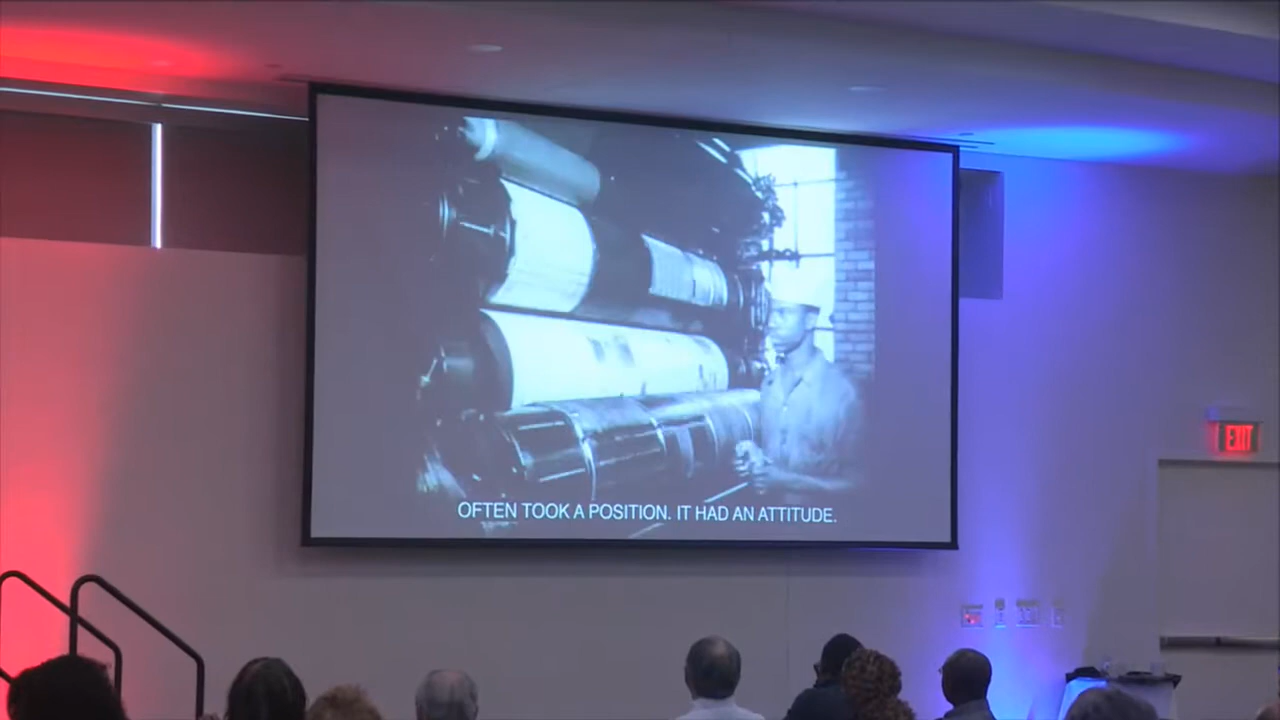 OFTEN TOOK A POSITION. IT HAD AN ATTITUDE.
EXIT